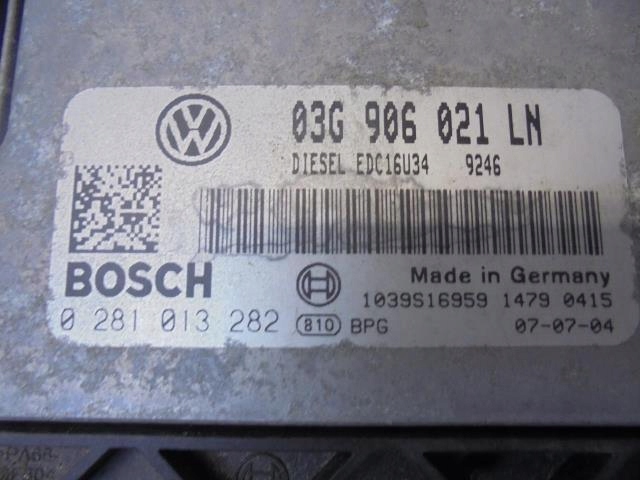 03G 906 021 LN
DIESEL EDC16U34 9246
BOSCH
Made in Germany
1039S16959 1479 0415
0 281 013 282 810 BPG 07-07-04